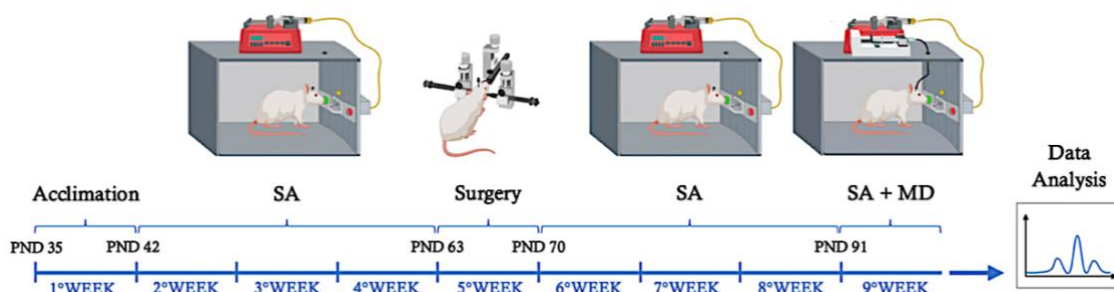 Data
Analysis
Acclimation SA Surgery SA SA + MD
PND 35 PND 42 PND 63 PND 70 PND 91
1°WEEK 2°WEEK 3°WEEK 4°WEEK 5°WEEK 6°WEEK 7°WEEK 8°WEEK 9°WEEK